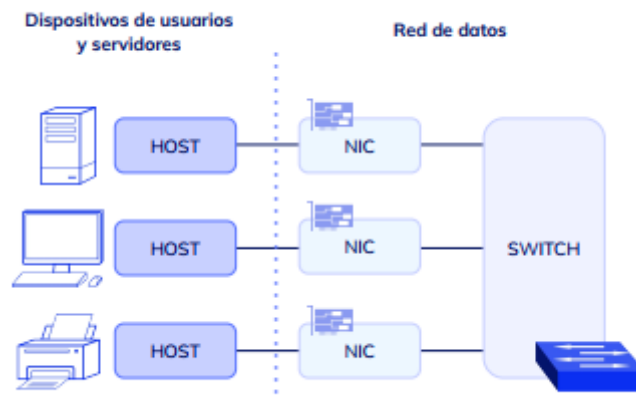 Dispositivos de usuarios
y servidores
Red de datos
HOST
NIC
HOST
NIC
SWITCH
HOST
NIC